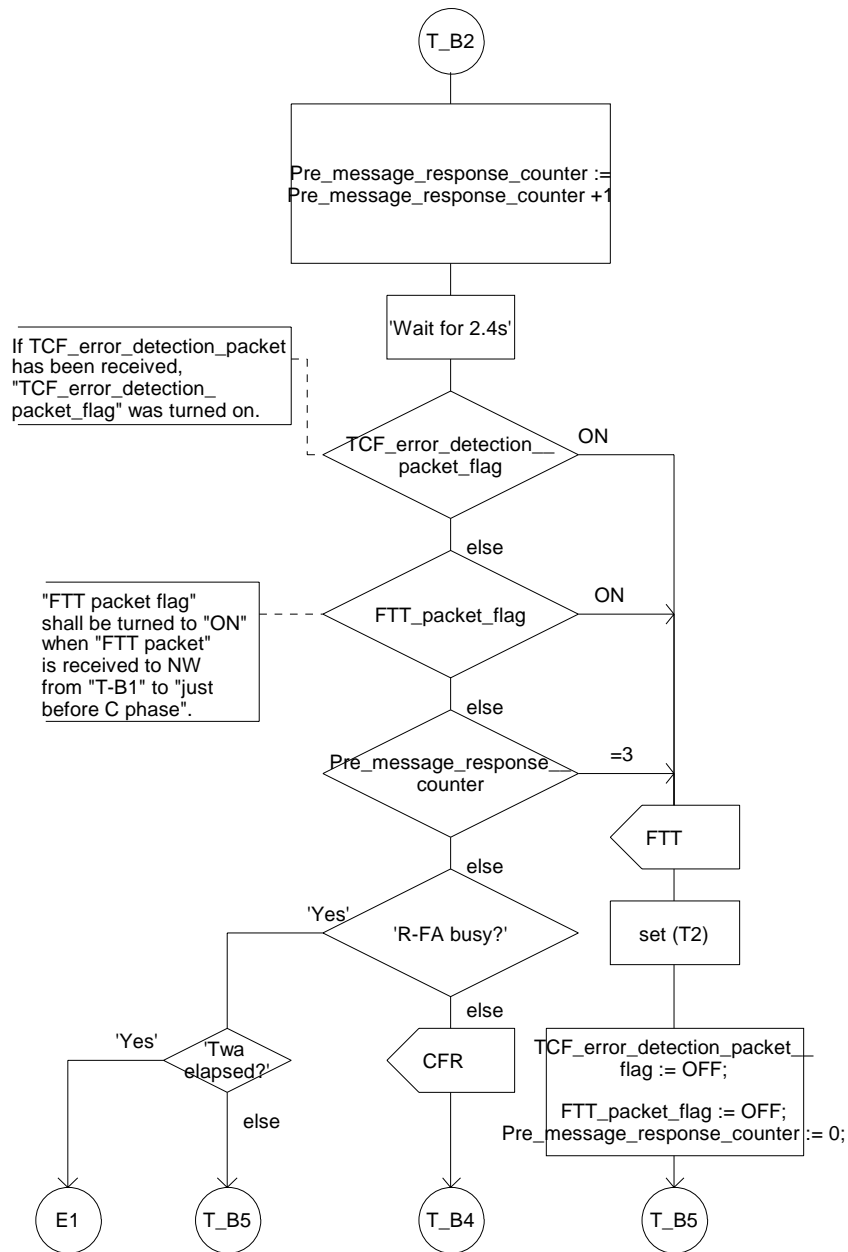 T_B2
Pre_message_response_counter :=
Pre_message_response_counter +1
'Wait for 2.4s'
If TCF_error_detection_packet
has been received,
"TCF_error_detection_
packet_flag" was turned on.
TCF_error_detection__
packet_flag
ON
else
"FTT packet flag"
shall be turned to "ON"
when "FTT packet"
is received to NW
from "T-B1" to "just
before C phase".
FTT_packet_flag
ON
else
Pre_message_response__
counter
=3
else
FTT
'R-FA busy?'
'Yes'
else
set (T2)
'Twa
elapsed?'
'Yes'
else
CFR
TCF_error_detection_packet__
flag := OFF;
FTT_packet_flag := OFF;
Pre_message_response_counter := 0;
E1
T_B5
T_B4
T_B5